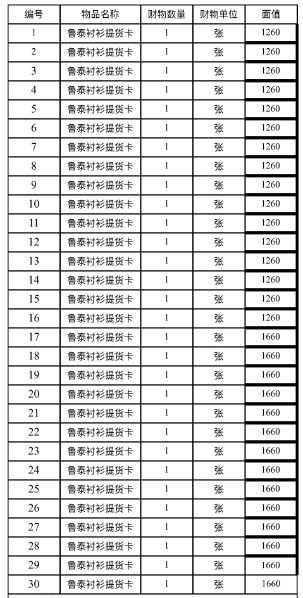 编号 物品名称 财物数量 财物单位 面值
1 鲁泰衬衫提货卡 1 张 1260
2 鲁泰衬衫提货卡 1 张 1260
3 鲁泰衬衫提货卡 1 张 1260
4 鲁泰衬衫提货卡 1 张 1260
5 鲁泰衬衫提货卡 1 张 1260
6 鲁泰衬衫提货卡 1 张 1260
7 鲁泰衬衫提货卡 1 张 1260
8 鲁泰衬衫提货卡 1 张 1260
9 鲁泰衬衫提货卡 1 张 1260
10 鲁泰衬衫提货卡 1 张 1260
11 鲁泰衬衫提货卡 1 张 1260
12 鲁泰衬衫提货卡 1 张 1260
13 鲁泰衬衫提货卡 1 张 1260
14 鲁泰衬衫提货卡 1 张 1260
15 鲁泰衬衫提货卡 1 张 1260
16 鲁泰衬衫提货卡 1 张 1260
17 鲁泰衬衫提货卡 1 张 1660
18 鲁泰衬衫提货卡 1 张 1660
19 鲁泰衬衫提货卡 1 张 1660
20 鲁泰衬衫提货卡 1 张 1660
21 鲁泰衬衫提货卡 1 张 1660
22 鲁泰衬衫提货卡 1 张 1660
23 鲁泰衬衫提货卡 1 张 1660
24 鲁泰衬衫提货卡 1 张 1660
25 鲁泰衬衫提货卡 1 张 1660
26 鲁泰衬衫提货卡 1 张 1660
27 鲁泰衬衫提货卡 1 张 1660
28 鲁泰衬衫提货卡 1 张 1660
29 鲁泰衬衫提货卡 1 张 1660
30 鲁泰衬衫提货卡 1 张 1660